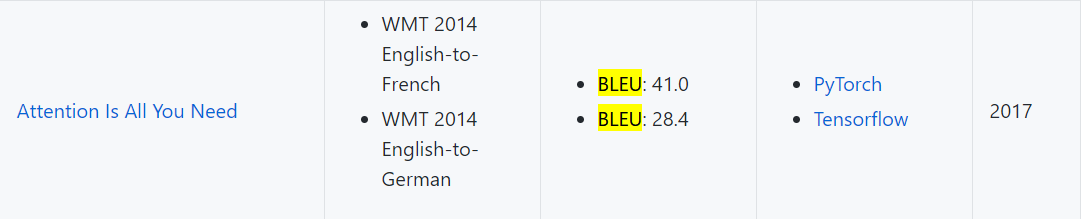 Attention Is All You Need
WMT 2014
English-to-
French
WMT 2014
English-to-
German
BLEU: 41.0
BLEU: 28.4
PyTorch
Tensorflow
2017